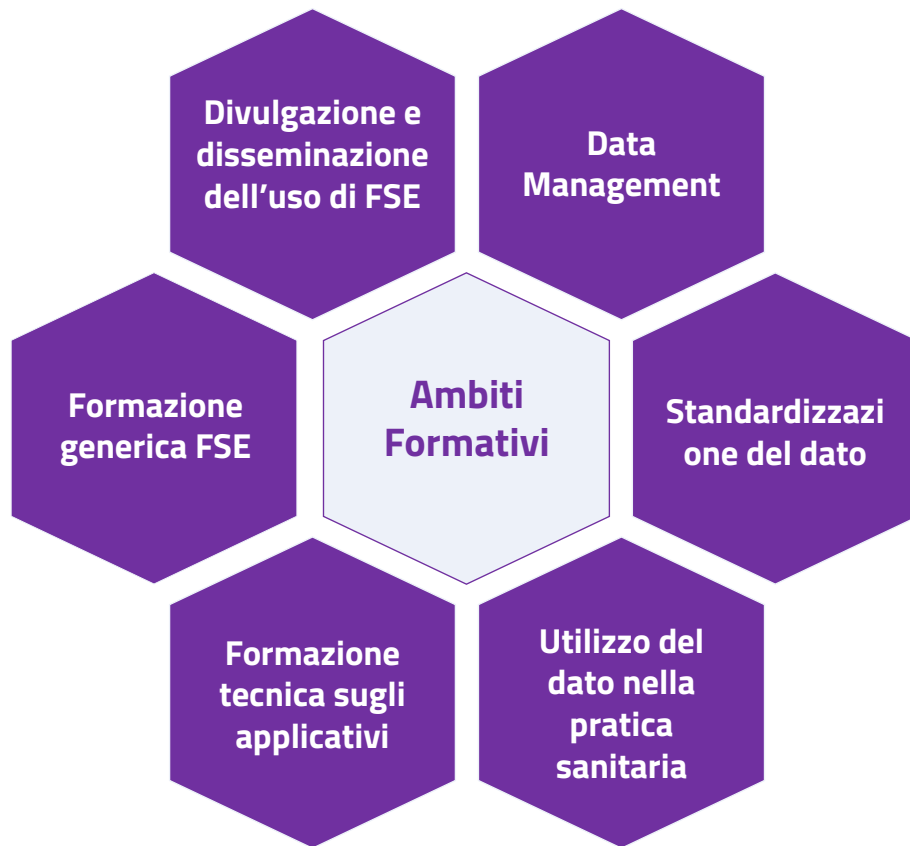 Divulgazione e
disseminazione
dell’uso di FSE
Data
Management
Formazione
generica FSE
Ambiti
Formativi
Standardizzazi
one del dato
Formazione
tecnica sugli
applicativi
Utilizzo del
dato nella
pratica
sanitaria